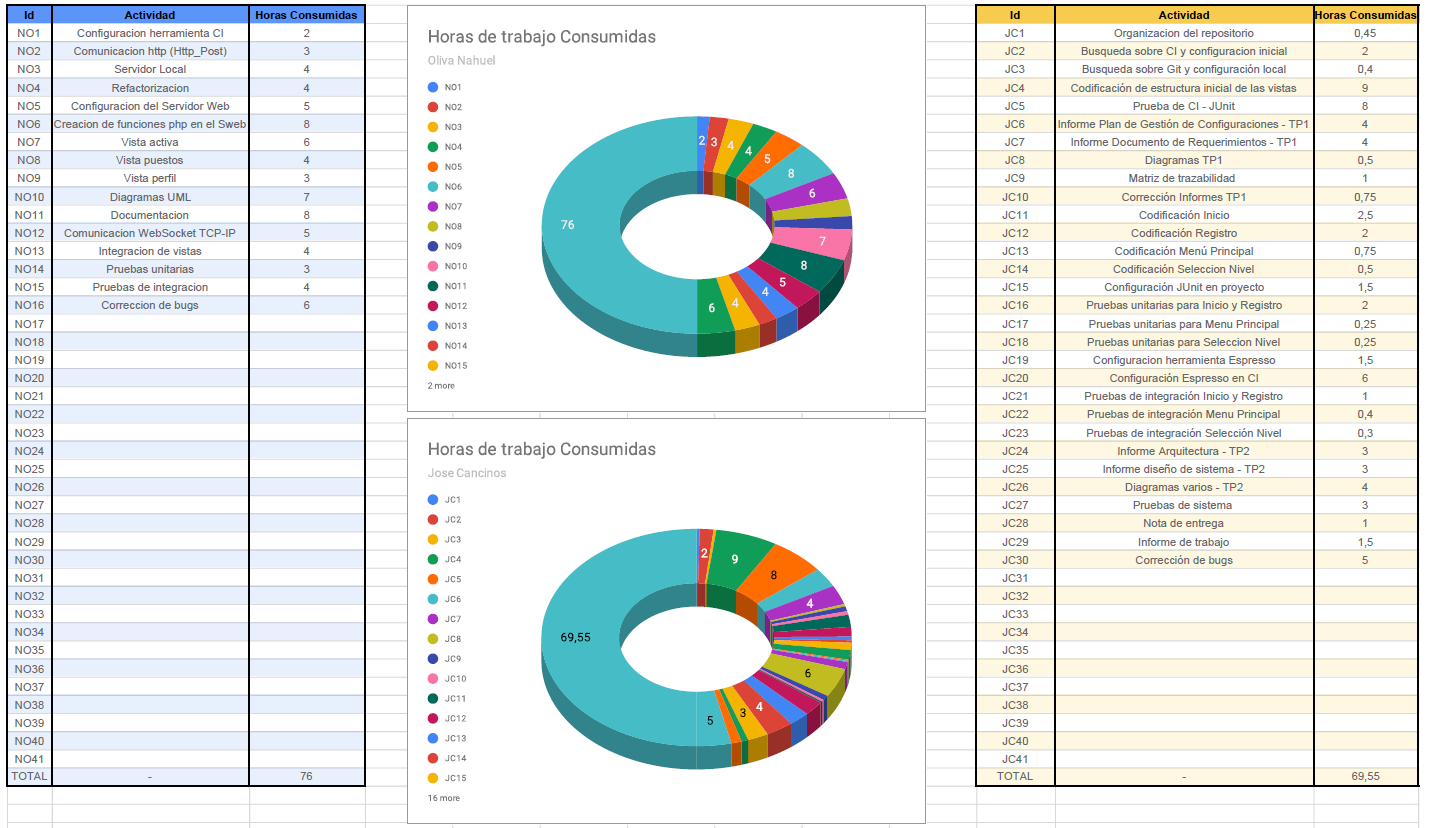 Id Actividad Horas Consumidas
NO1 Configuracion herramienta CI 2
NO2 Comunicacion http (Http_Post) 3
NO3 Servidor Local 4
NO4 Refactorizacion 4
NO5 Configuracion del Servidor Web 5
NO6 Creacion de funciones php en el Sweb 8
NO7 Vista activa 6
NO8 Vista puestos 4
NO9 Vista perfil 3
NO10 Diagramas UML 7
NO11 Documentacion 8
NO12 Comunicacion WebSocket TCP-IP 5
NO13 Integracion de vistas 4
NO14 Pruebas unitarias 3
NO15 Pruebas de integracion 4
NO16 Correccion de bugs 6
NO17
NO18
NO19
NO20
NO21
NO22
NO23
NO24
NO25
NO26
NO27
NO28
NO29
NO30
NO31
NO32
NO33
NO34
NO35
NO36
NO37
NO38
NO39
NO40
NO41
TOTAL - 76
Horas de trabajo Consumidas
Oliva Nahuel
NO1
NO2
NO3
NO4
NO5
NO6
NO7
NO8
NO9
NO10
NO11
NO12
NO13
NO14
NO15
2 more
2
3
4
4
5
8
6
7
8
5
4
4
6
76
Horas de trabajo Consumidas
Jose Cancinos
JC1
JC2
JC3
JC4
JC5
JC6
JC7
JC8
JC9
JC10
JC11
JC12
JC13
JC14
JC15
16 more
2
9
8
4
6
4
3
5
69,55
Id Actividad Horas Consumidas
JC1 Organizacion del repositorio 0,45
JC2 Busqueda sobre CI y configuracion inicial 2
JC3 Busqueda sobre Git y configuración local 0,4
JC4 Codificación de estructura inicial de las vistas 9
JC5 Prueba de CI - JUnit 8
JC6 Informe Plan de Gestión de Configuraciones - TP1 4
JC7 Informe Documento de Requerimientos - TP1 4
JC8 Diagramas TP1 0,5
JC9 Matriz de trazabilidad 1
JC10 Corrección Informes TP1 0,75
JC11 Codificación Inicio 2,5
JC12 Codificación Registro 2
JC13 Codificación Menú Principal 0,75
JC14 Codificación Seleccion Nivel 0,5
JC15 Configuración JUnit en proyecto 1,5
JC16 Pruebas unitarias para Inicio y Registro 2
JC17 Pruebas unitarias para Menu Principal 0,25
JC18 Pruebas unitarias para Seleccion Nivel 0,25
JC19 Configuracion herramienta Espresso 1,5
JC20 Configuración Espresso en CI 6
JC21 Pruebas de integración Inicio y Registro 1
JC22 Pruebas de integración Menu Principal 0,4
JC23 Pruebas de integración Selección Nivel 0,3
JC24 Informe Arquitectura - TP2 3
JC25 Informe diseño de sistema - TP2 3
JC26 Diagramas varios - TP2 4
JC27 Pruebas de sistema 3
JC28 Nota de entrega 1
JC29 Informe de trabajo 1,5
JC30 Corrección de bugs 5
JC31
JC32
JC33
JC34
JC35
JC36
JC37
JC38
JC39
JC40
JC41
TOTAL - 69,55